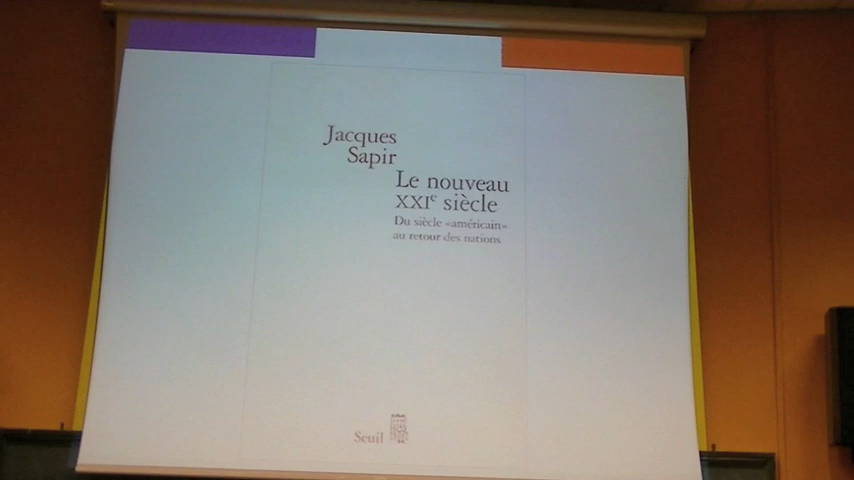 Jacques
Sapir
Le nouveau
XXIe siècle
Du siècle «américain»
au retour des nations
Seuil